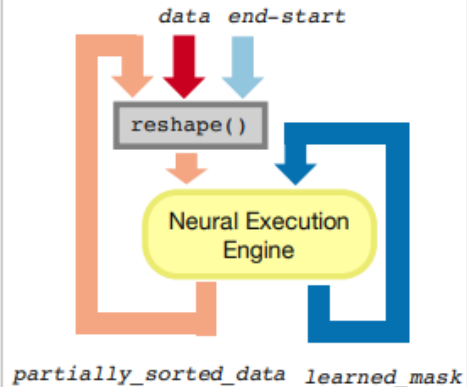 data end-start
reshape()
Neural Execution
Engine
partially_sorted_data learned_mask